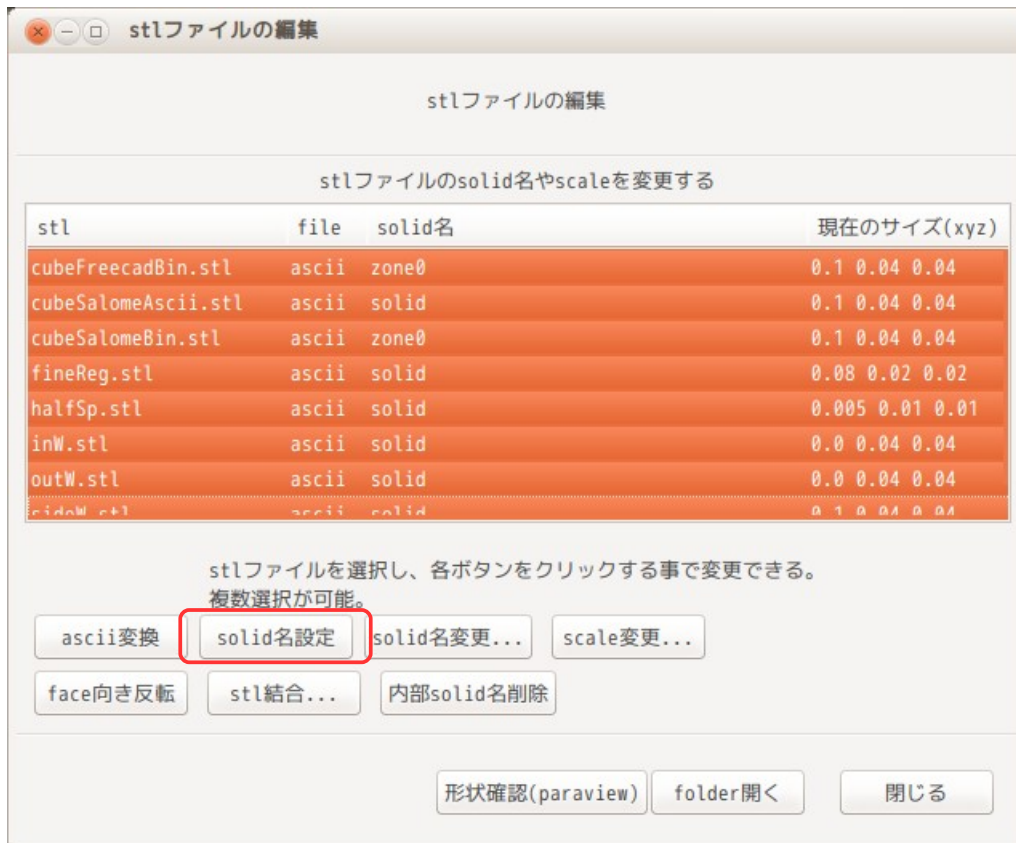 stlファイルの編集
stlファイルの編集
stlファイルのsolid名やscaleを変更する
stl file solid名 現在のサイズ(xyz)
cubeFreecadBin.stl ascii zone0 0.1 0.04 0.04
cubeSalomeAscii.stl ascii solid 0.1 0.04 0.04
cubeSalomeBin.stl ascii zone0 0.1 0.04 0.04
fineReg.stl ascii solid 0.08 0.02 0.02
halfSp.stl ascii solid 0.005 0.01 0.01
inW.stl ascii solid 0.0 0.04 0.04
outW.stl ascii solid 0.0 0.04 0.04
sideW.stl ascii solid 0.1 0.04 0.04
stlファイルを選択し、各ボタンをクリックする事で変更できる。
複数選択が可能。
ascii変換 solid名設定 solid名変更... scale変更...
face向き反転 stl結合... 内部solid名削除
形状確認(paraview) folder開く 閉じる